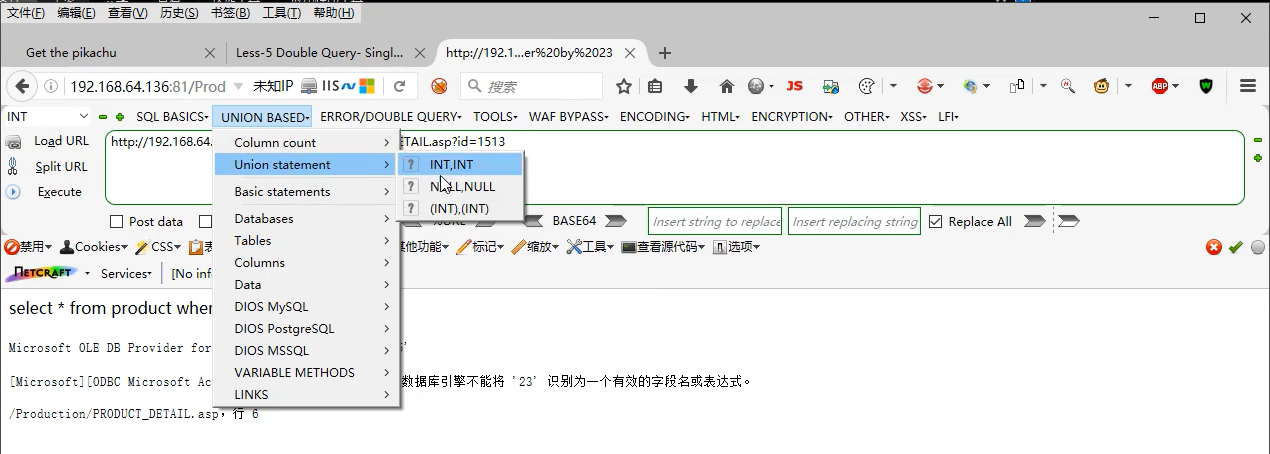 文件(F) 编辑(E) 查看(V) 历史(S) 书签(B) 工具(T) 帮助(H)
Get the pikachu Less-5 Double Query- Singl... http://192.1...er%20by%2023
192.168.64.136:81/Prod 未知IP IIS 搜索 JS ABP
INT SQL BASICS UNION BASED ERROR/DOUBLE QUERY TOOLS WAF BYPASS ENCODING HTML ENCRYPTION OTHER XSS LFI
Load URL http://192.168.64. TAIL.asp?id=1513
Split URL
Execute
Column count
Union statement
Basic statements
Databases
Tables
Columns
Data
DIOS MySQL
DIOS PostgreSQL
DIOS MSSQL
VARIABLE METHODS
LINKS
INT,INT
NULL,NULL
(INT),(INT)
Post data BASE64 Insert string to replace Insert replacing string Replace All
禁用 Cookies CSS 表 其他功能 标记 缩放 工具 查看源代码 选项
NETCRAFT Services [No inf
select * from product wher
Microsoft OLE DB Provider for
[Microsoft][ODBC Microsoft Ac 数据库引擎不能将 '23' 识别为一个有效的字段名或表达式。
/Production/PRODUCT_DETAIL.asp，行 6